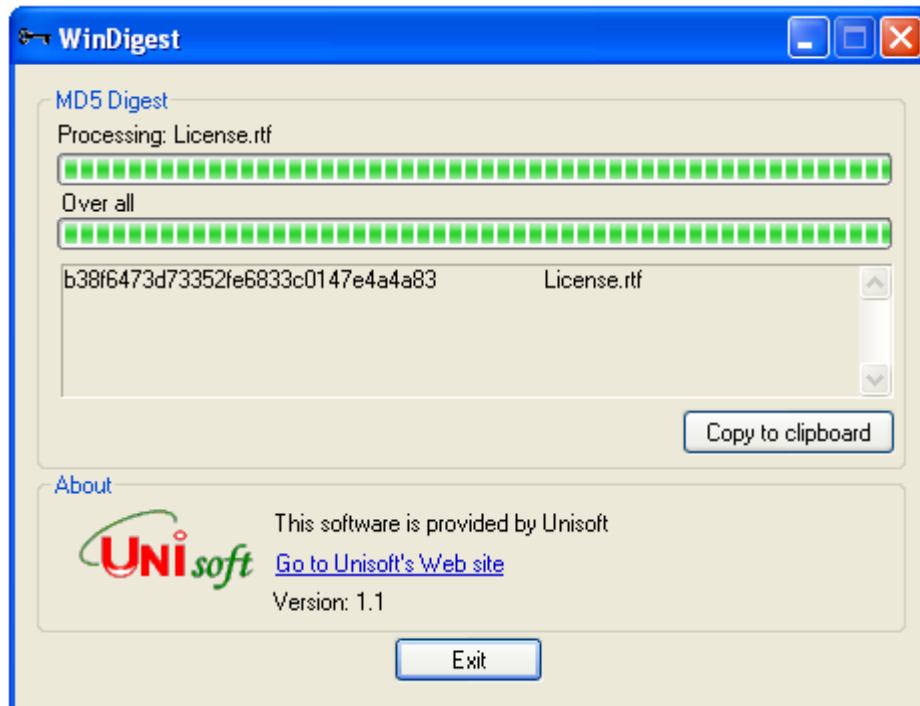 WinDigest
MD5 Digest
Processing: License.rtf
Over all
b38f6473d73352fe6833c0147e4a4a83 License.rtf
Copy to clipboard
About
UNisoft
This software is provided by Unisoft
Go to Unisoft's Web site
Version: 1.1
Exit